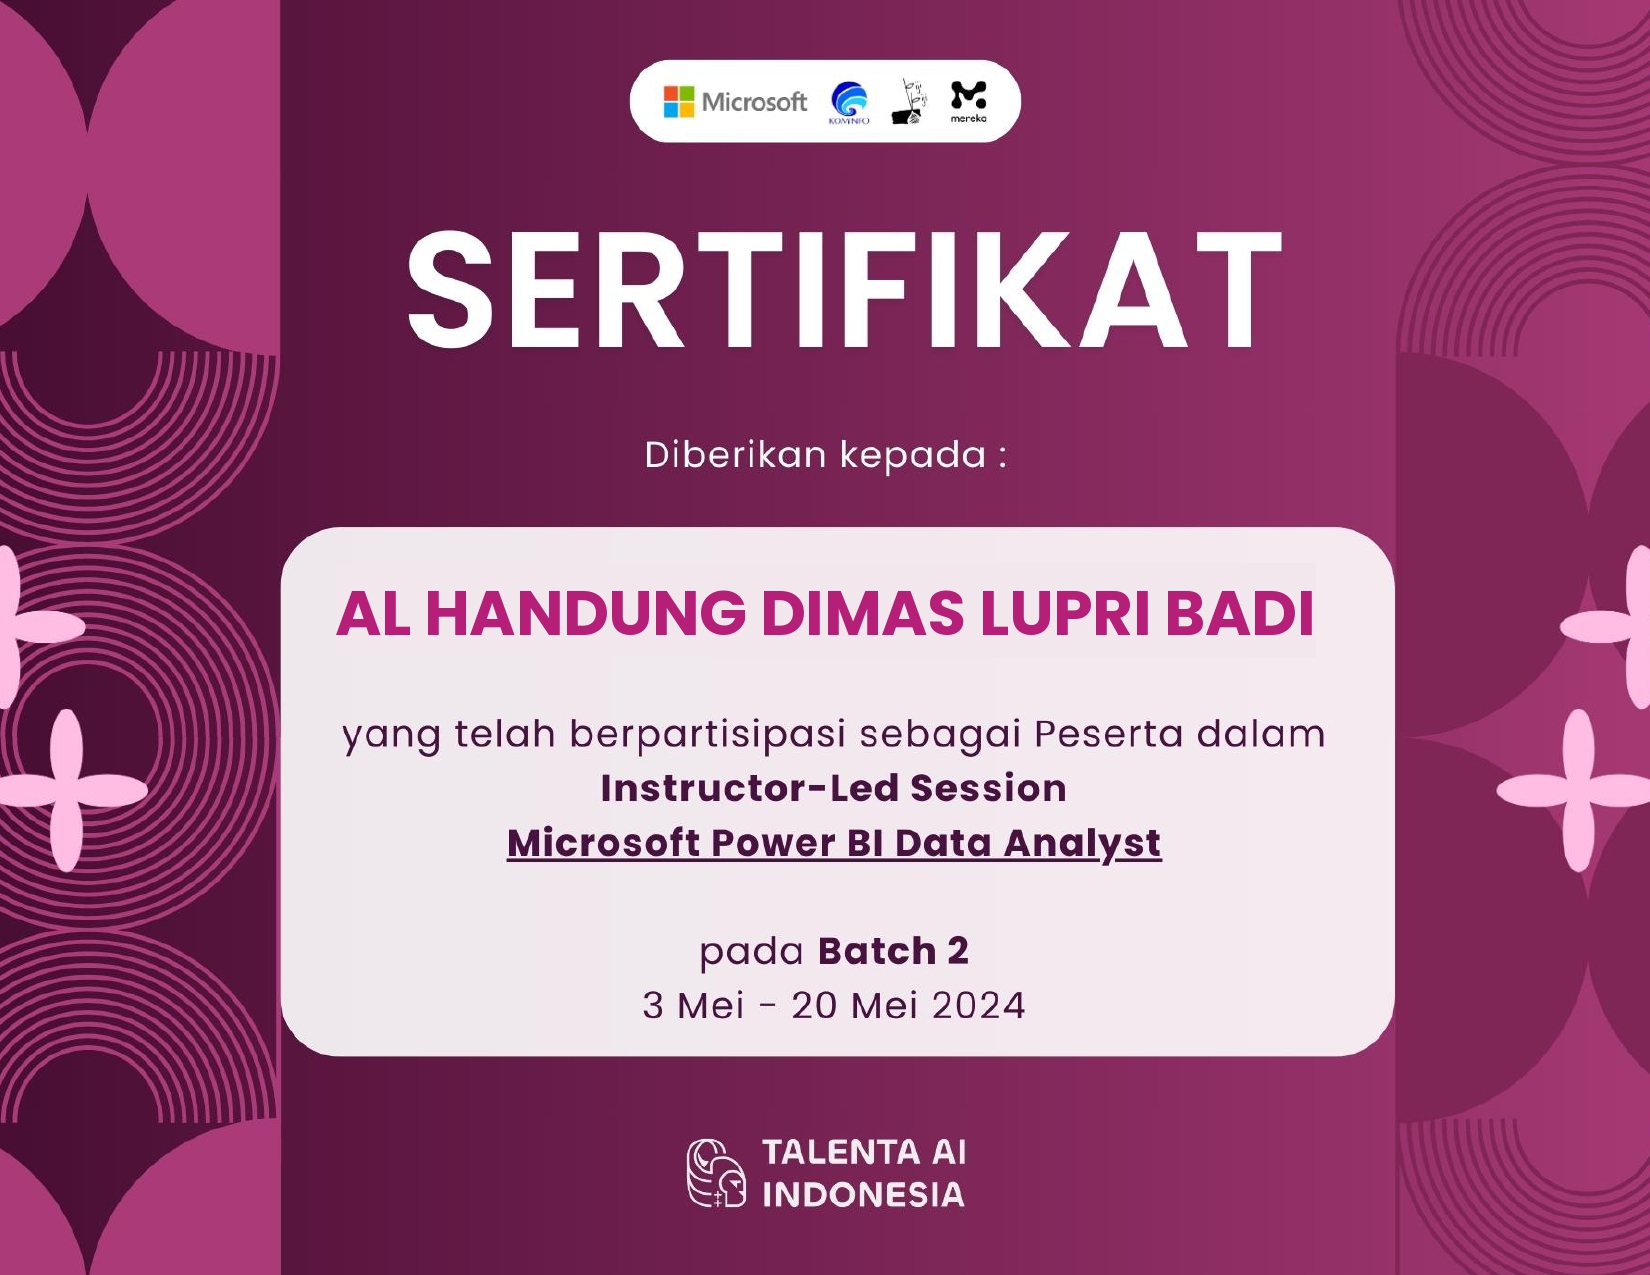 Microsoft
KOMINFO
mereka
SERTIFIKAT
Diberikan kepada :
AL HANDUNG DIMAS LUPRI BADI
yang telah berpartisipasi sebagai Peserta dalam
Instructor-Led Session
Microsoft Power BI Data Analyst
pada Batch 2
3 Mei - 20 Mei 2024
TALENTA AI
INDONESIA